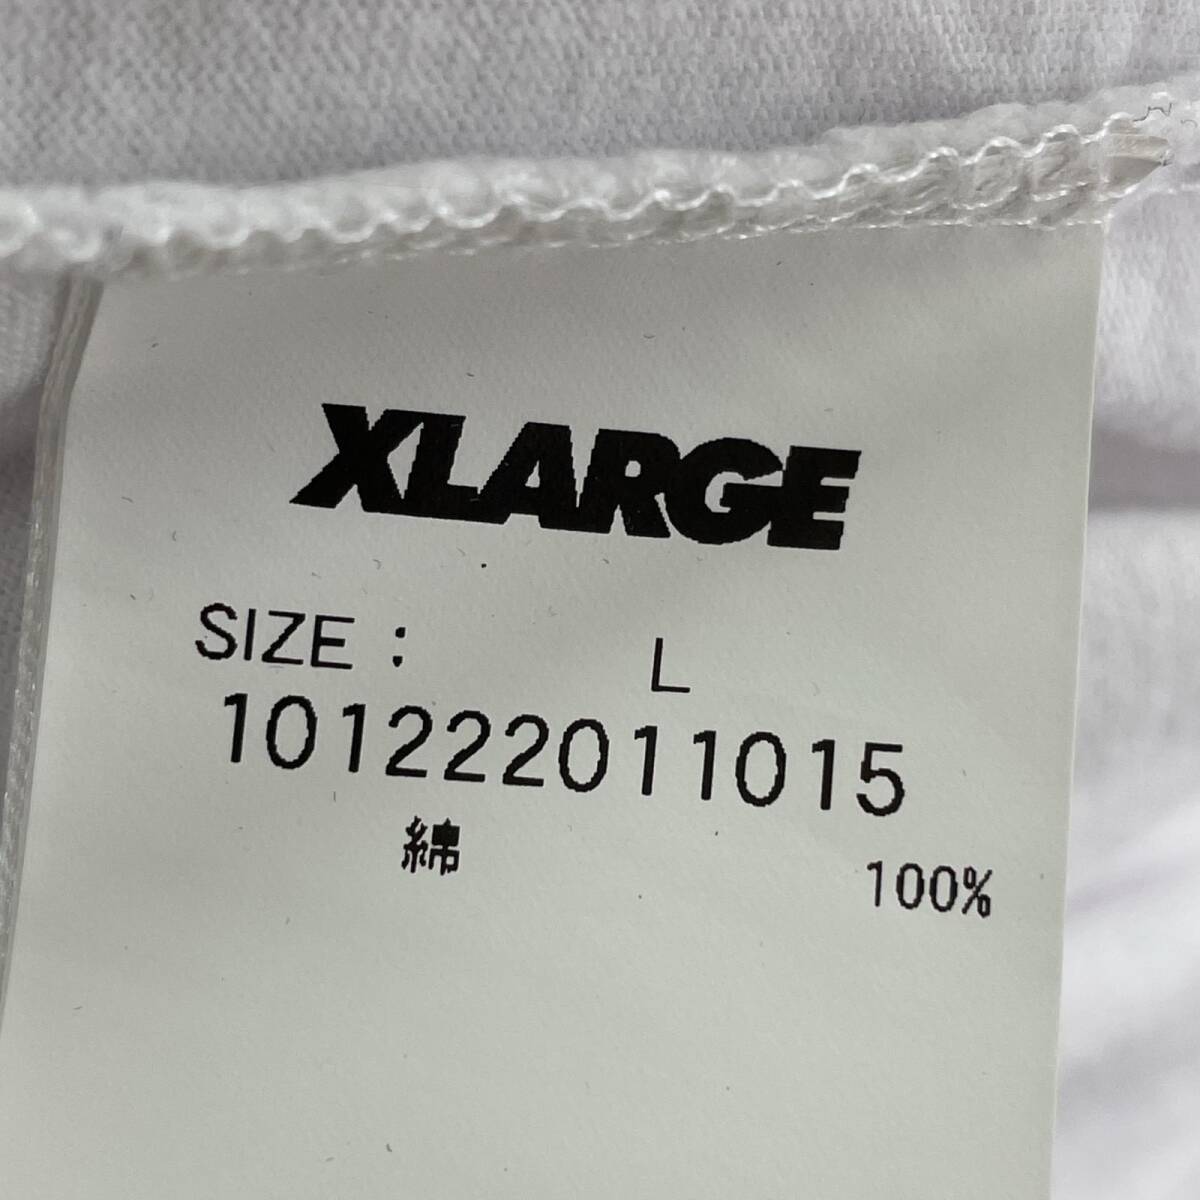 XLARGE
SIZE : L
101222011015
綿 100%